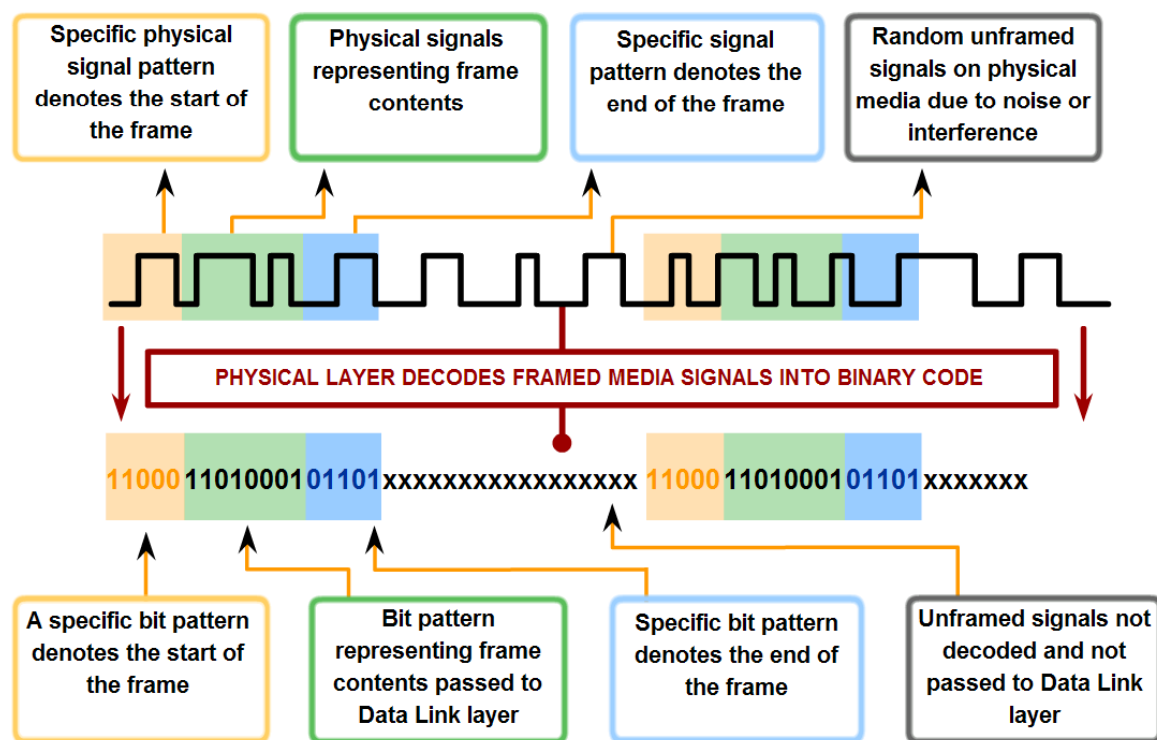 Specific physical
signal pattern
denotes the start of
the frame
Physical signals
representing frame
contents
Specific signal
pattern denotes the
end of the frame
Random unframed
signals on physical
media due to noise or
interference
PHYSICAL LAYER DECODES FRAMED MEDIA SIGNALS INTO BINARY CODE
11000 11010001 01101 xxxxxxxxxxxxxxxxx 11000 11010001 01101 xxxxxxx
A specific bit pattern
denotes the start of
the frame
Bit pattern
representing frame
contents passed to
Data Link layer
Specific bit pattern
denotes the end of
the frame
Unframed signals not
decoded and not
passed to Data Link
layer